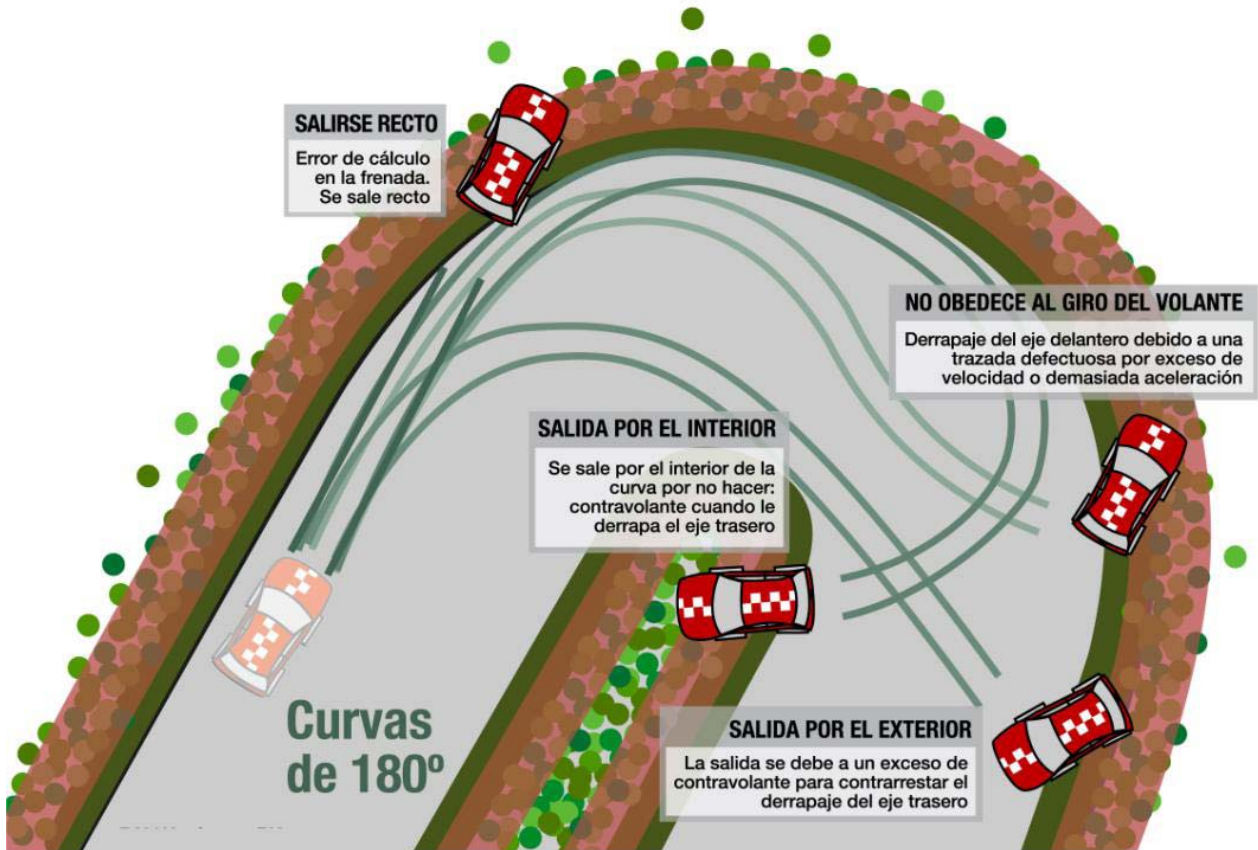 SALIRSE RECTO
Error de cálculo
en la frenada.
Se sale recto
NO OBEDECE AL GIRO DEL VOLANTE
Derrapaje del eje delantero debido a una
trazada defectuosa por exceso de
velocidad o demasiada aceleración
SALIDA POR EL INTERIOR
Se sale por el interior de la
curva por no hacer:
contravolante cuando le
derrapa el eje trasero
Curvas
de 180º
SALIDA POR EL EXTERIOR
La salida se debe a un exceso de
contravolante para contrarrestar el
derrapaje del eje trasero